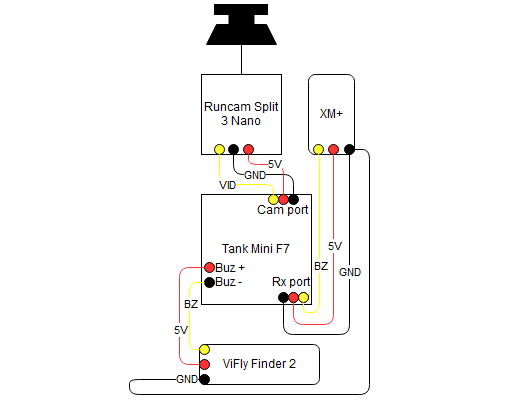 Runcam Split
3 Nano
XM+
5V
GND
VID
Cam port
Tank Mini F7
5V
Buz +
BZ
GND
Buz -
Rx port
BZ
5V
ViFly Finder 2
GND